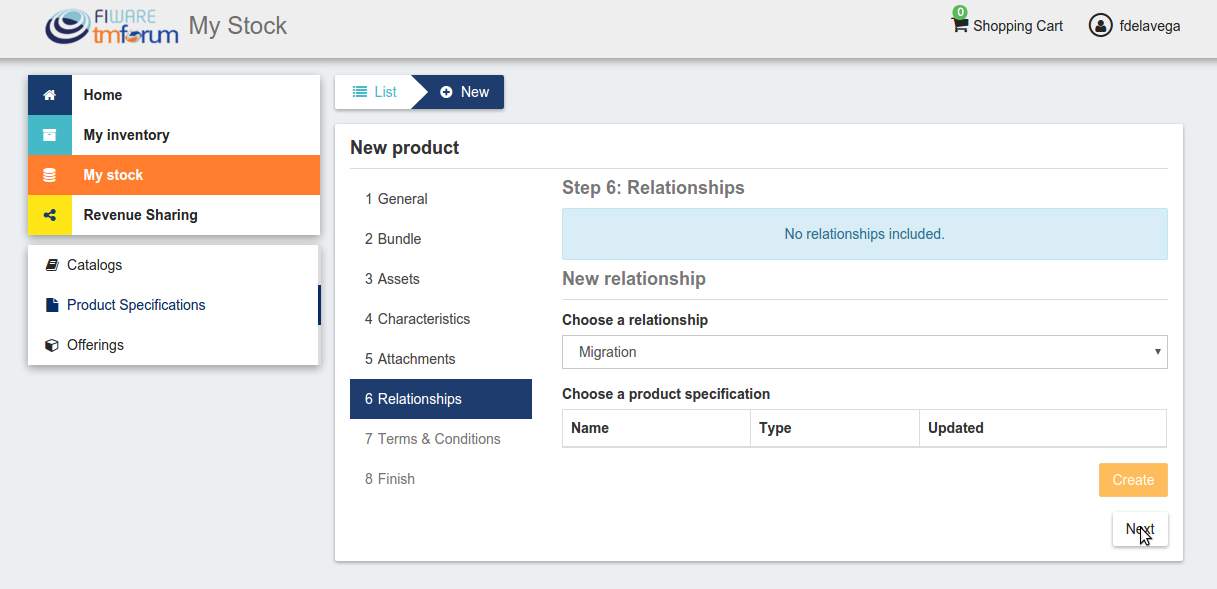 FIWARE
tmforum
My Stock
0
Shopping Cart
fdelavega
Home
My inventory
My stock
Revenue Sharing
Catalogs
Product Specifications
Offerings
List
New
New product
1 General
2 Bundle
3 Assets
4 Characteristics
5 Attachments
6 Relationships
7 Terms & Conditions
8 Finish
Step 6: Relationships
No relationships included.
New relationship
Choose a relationship
Migration
Choose a product specification
Name Type Updated
Create
Next